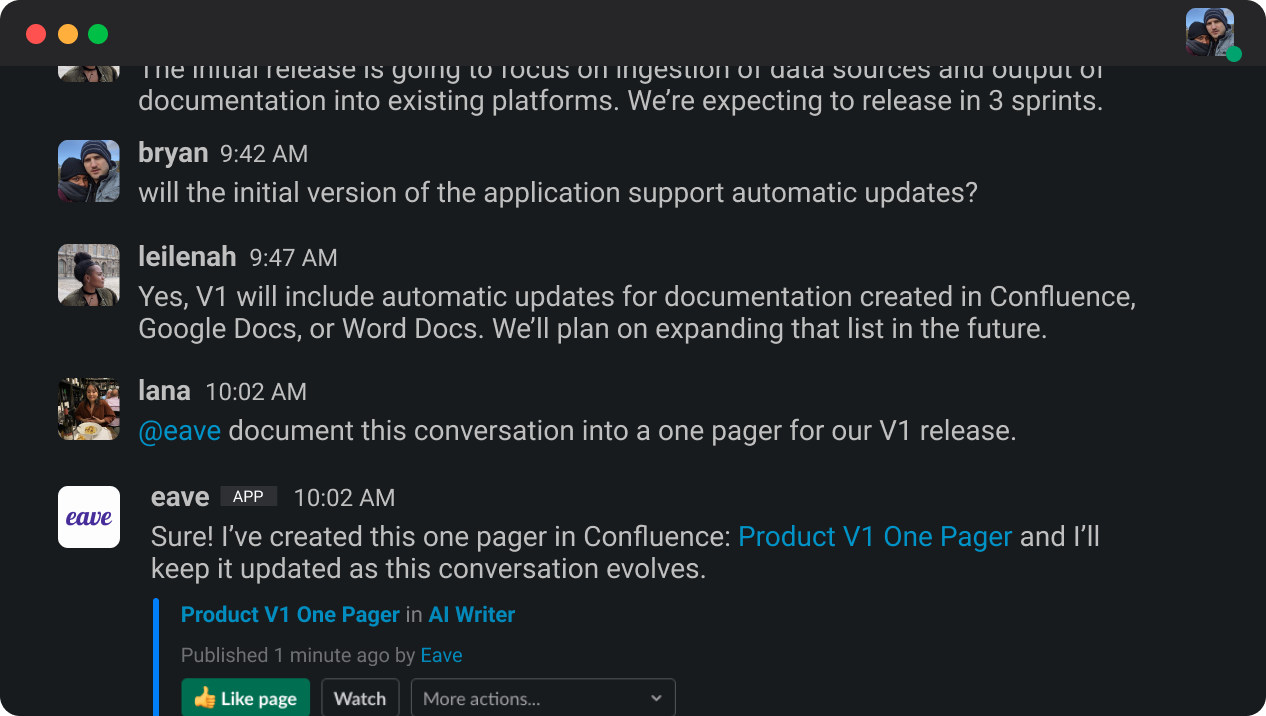 The initial release is going to focus on ingestion of data sources and output of
documentation into existing platforms. We’re expecting to release in 3 sprints.
bryan 9:42 AM
will the initial version of the application support automatic updates?
leilenah 9:47 AM
Yes, V1 will include automatic updates for documentation created in Confluence,
Google Docs, or Word Docs. We’ll plan on expanding that list in the future.
lana 10:02 AM
@eave document this conversation into a one pager for our V1 release.
eave
eave APP 10:02 AM
Sure! I’ve created this one pager in Confluence: Product V1 One Pager and I’ll
keep it updated as this conversation evolves.
Product V1 One Pager in AI Writer
Published 1 minute ago by Eave
👍 Like page Watch More actions...